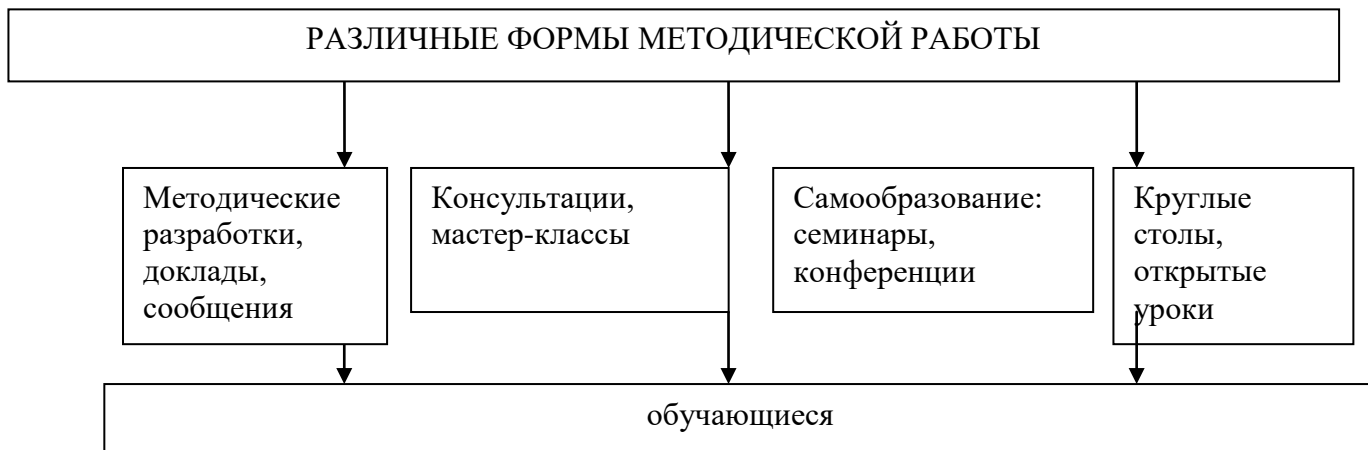 РАЗЛИЧНЫЕ ФОРМЫ МЕТОДИЧЕСКОЙ РАБОТЫ
Методические
разработки,
доклады,
сообщения
Консультации,
мастер-классы
Самообразование:
семинары,
конференции
Круглые
столы,
открытые
уроки
обучающиеся